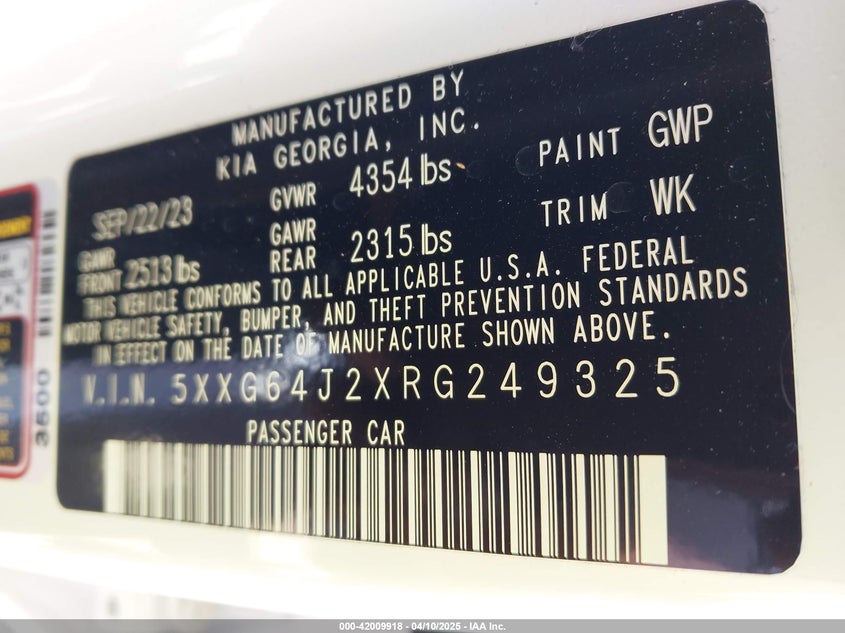 MANUFACTURED BY
KIA GEORGIA, INC.
SEP/22/23 GVWR 4354 lbs PAINT GWP
GAWR FRONT 2513 lbs GAWR REAR 2315 lbs TRIM WK
THIS VEHICLE CONFORMS TO ALL APPLICABLE U.S.A. FEDERAL
MOTOR VEHICLE SAFETY, BUMPER, AND THEFT PREVENTION STANDARDS
IN EFFECT ON THE DATE OF MANUFACTURE SHOWN ABOVE.
V.I.N. 5XXG64J2XRG249325
PASSENGER CAR
3600
000-42009918 - 04/10/2025 - IAA Inc.